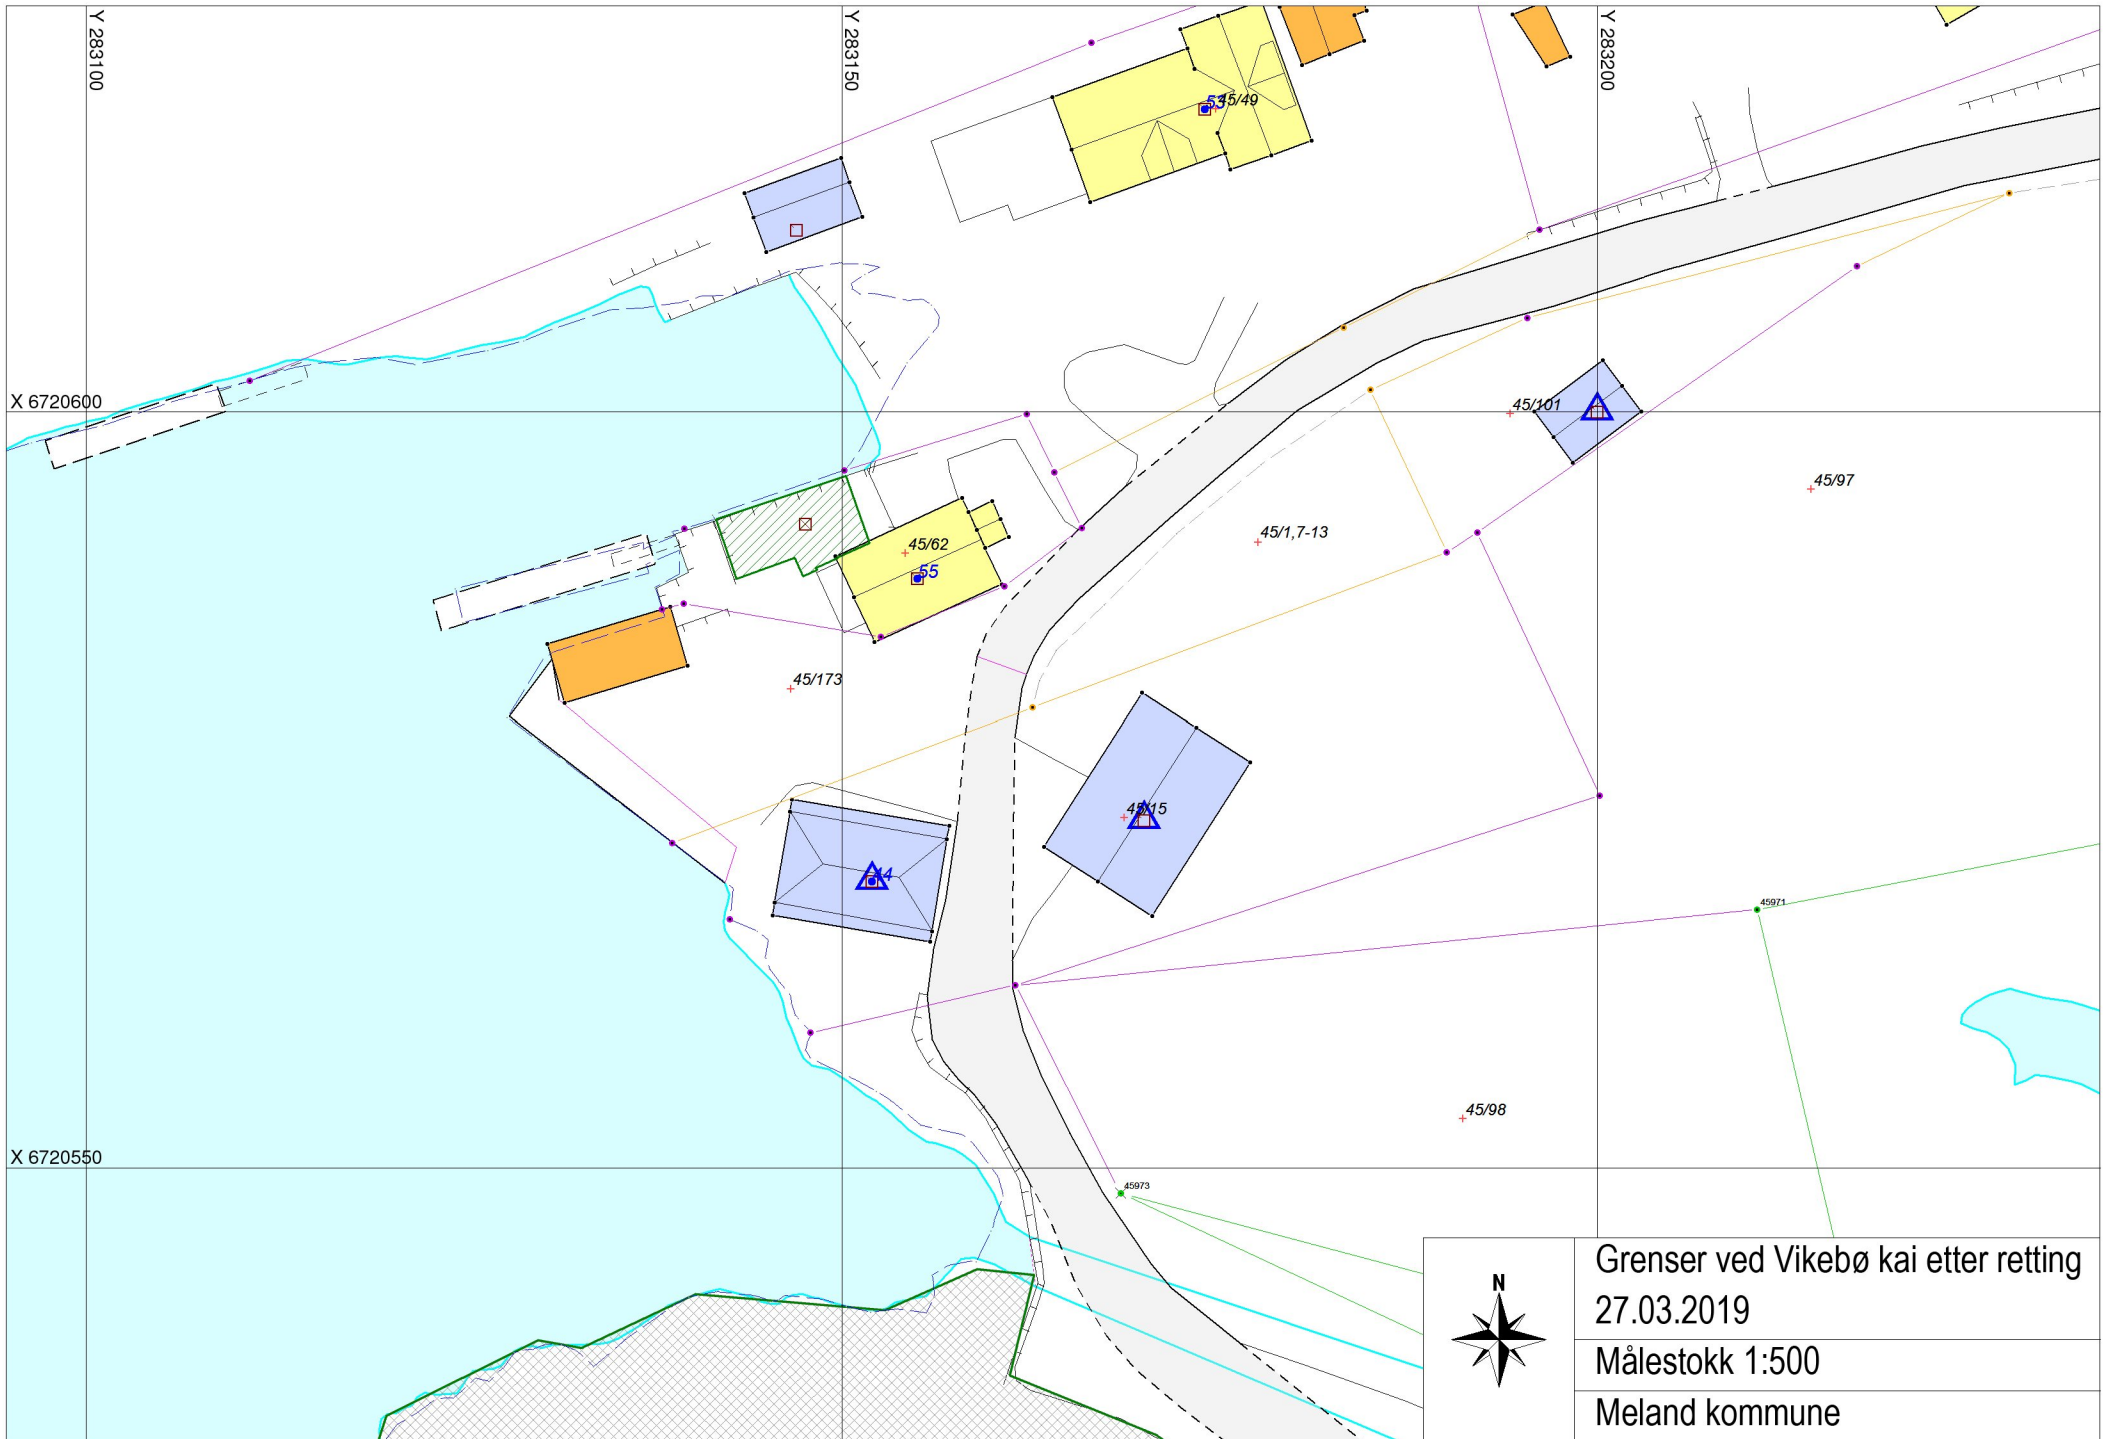 Y 283100
Y 283150
Y 283200
53
45/49
X 6720600
45/101
45/97
45/62
45/1,7-13
55
45/173
45/15
44
45971
45/98
X 6720550
45973
N
Grenser ved Vikebø kai etter retting
27.03.2019
Målestokk 1:500
Meland kommune